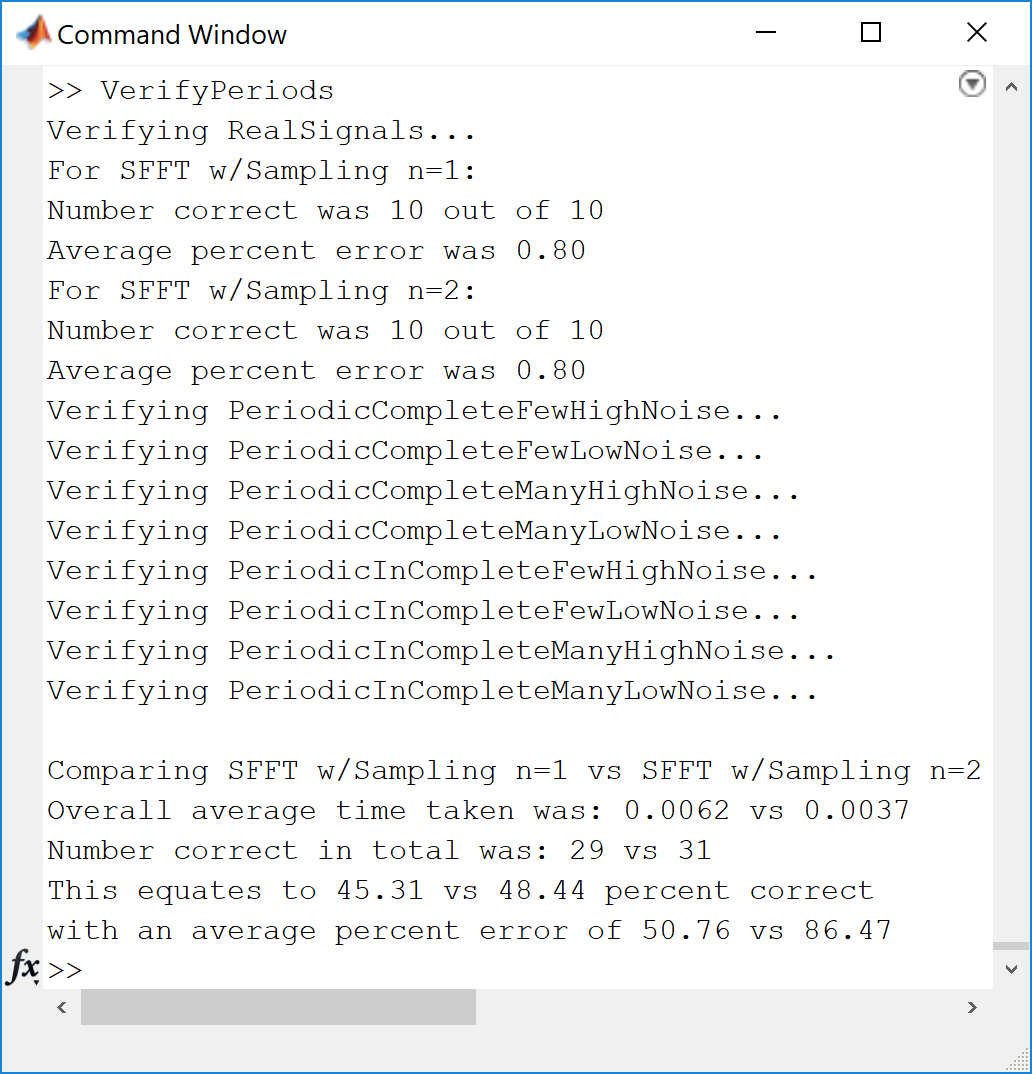 Command Window
>> VerifyPeriods
Verifying RealSignals...
For SFFT w/Sampling n=1:
Number correct was 10 out of 10
Average percent error was 0.80
For SFFT w/Sampling n=2:
Number correct was 10 out of 10
Average percent error was 0.80
Verifying PeriodicCompleteFewHighNoise...
Verifying PeriodicCompleteFewLowNoise...
Verifying PeriodicCompleteManyHighNoise...
Verifying PeriodicCompleteManyLowNoise...
Verifying PeriodicInCompleteFewHighNoise...
Verifying PeriodicInCompleteFewLowNoise...
Verifying PeriodicInCompleteManyHighNoise...
Verifying PeriodicInCompleteManyLowNoise...
Comparing SFFT w/Sampling n=1 vs SFFT w/Sampling n=2
Overall average time taken was: 0.0062 vs 0.0037
Number correct in total was: 29 vs 31
This equates to 45.31 vs 48.44 percent correct
with an average percent error of 50.76 vs 86.47
fx >>